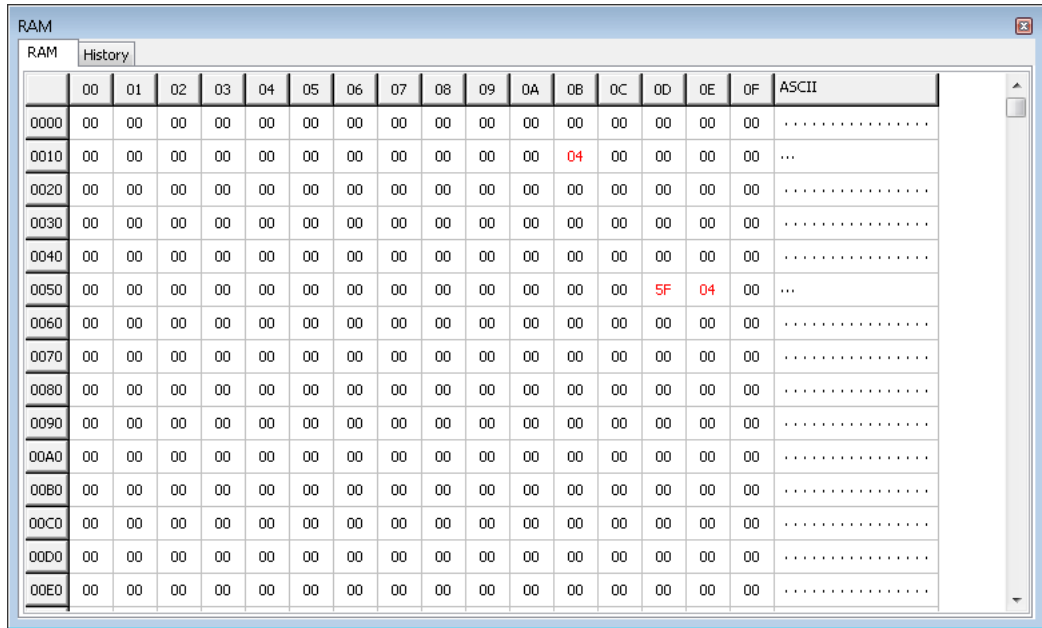 RAM
RAM History
00 01 02 03 04 05 06 07 08 09 0A 0B 0C 0D 0E 0F ASCII
0000 00 00 00 00 00 00 00 00 00 00 00 00 00 00 00 00 ................
0010 00 00 00 00 00 00 00 00 00 00 00 04 00 00 00 00 ...
0020 00 00 00 00 00 00 00 00 00 00 00 00 00 00 00 00 ................
0030 00 00 00 00 00 00 00 00 00 00 00 00 00 00 00 00 ................
0040 00 00 00 00 00 00 00 00 00 00 00 00 00 00 00 00 ................
0050 00 00 00 00 00 00 00 00 00 00 00 00 00 5F 04 00 ...
0060 00 00 00 00 00 00 00 00 00 00 00 00 00 00 00 00 ................
0070 00 00 00 00 00 00 00 00 00 00 00 00 00 00 00 00 ................
0080 00 00 00 00 00 00 00 00 00 00 00 00 00 00 00 00 ................
0090 00 00 00 00 00 00 00 00 00 00 00 00 00 00 00 00 ................
00A0 00 00 00 00 00 00 00 00 00 00 00 00 00 00 00 00 ................
00B0 00 00 00 00 00 00 00 00 00 00 00 00 00 00 00 00 ................
00C0 00 00 00 00 00 00 00 00 00 00 00 00 00 00 00 00 ................
00D0 00 00 00 00 00 00 00 00 00 00 00 00 00 00 00 00 ................
00E0 00 00 00 00 00 00 00 00 00 00 00 00 00 00 00 00 ................